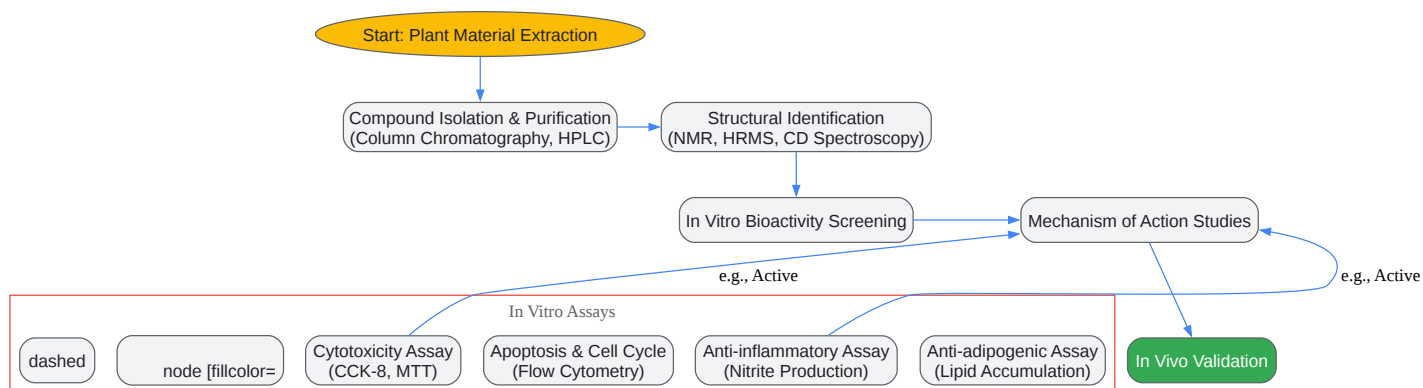 Start: Plant Material Extraction
Compound Isolation & Purification
(Column Chromatography, HPLC)
Structural Identification
(NMR, HRMS, CD Spectroscopy)
In Vitro Bioactivity Screening
Mechanism of Action Studies
e.g., Active
e.g., Active
In Vitro Assays
dashed
node [fillcolor=
Cytotoxicity Assay
(CCK-8, MTT)
Apoptosis & Cell Cycle
(Flow Cytometry)
Anti-inflammatory Assay
(Nitrite Production)
Anti-adipogenic Assay
(Lipid Accumulation)
In Vivo Validation